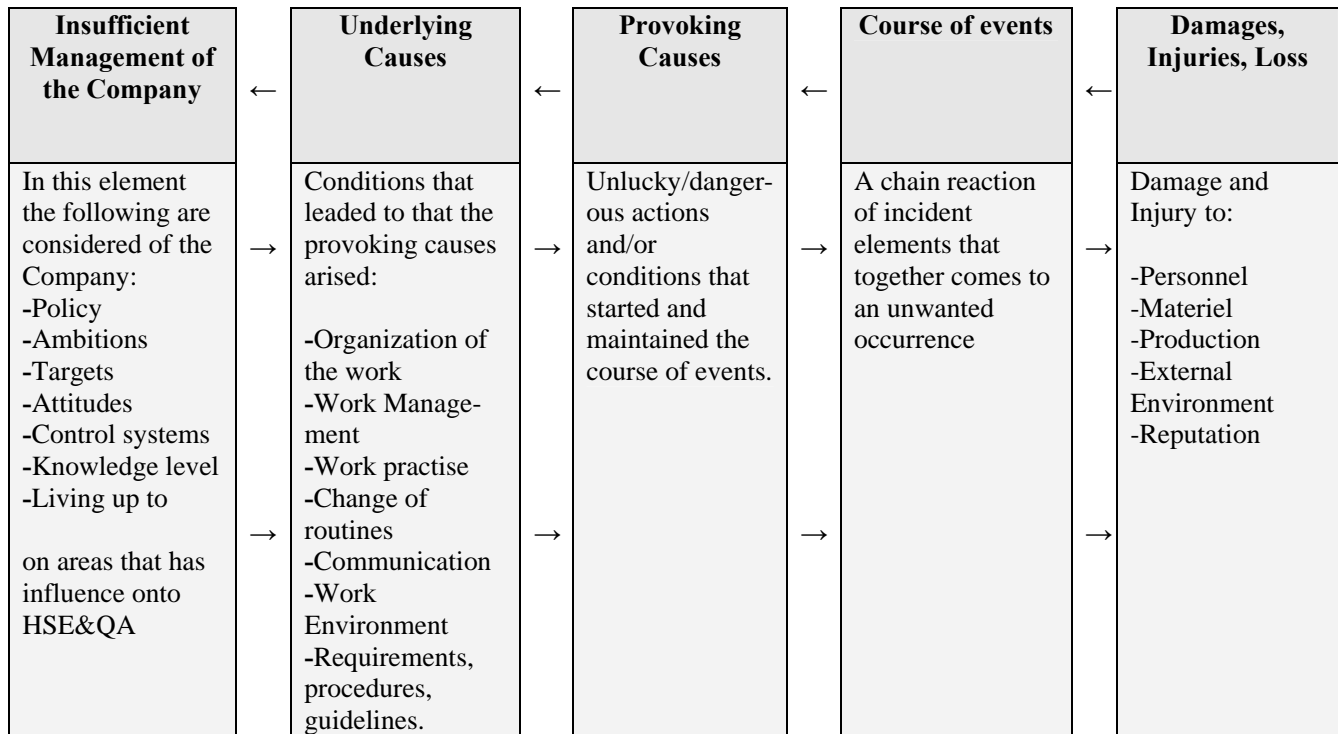 Insufficient
Management of
the Company
Underlying
Causes
Provoking
Causes
Course of events
Damages,
Injuries, Loss
←
←
←
←
In this element
the following are
considered of the
Company:
-Policy
-Ambitions
-Targets
-Attitudes
-Control systems
-Knowledge level
-Living up to
on areas that has
influence onto
HSE&QA
→
→
Conditions that
leaded to that the
provoking causes
arised:
-Organization of
the work
-Work Manage-
ment
-Work practise
-Change of
routines
-Communication
-Work
Environment
-Requirements,
procedures,
guidelines.
→
→
Unlucky/danger-
ous actions
and/or
conditions that
started and
maintained the
course of events.
→
→
A chain reaction
of incident
elements that
together comes to
an unwanted
occurrence
→
→
Damage and
Injury to:
-Personnel
-Materiel
-Production
-External
Environment
-Reputation